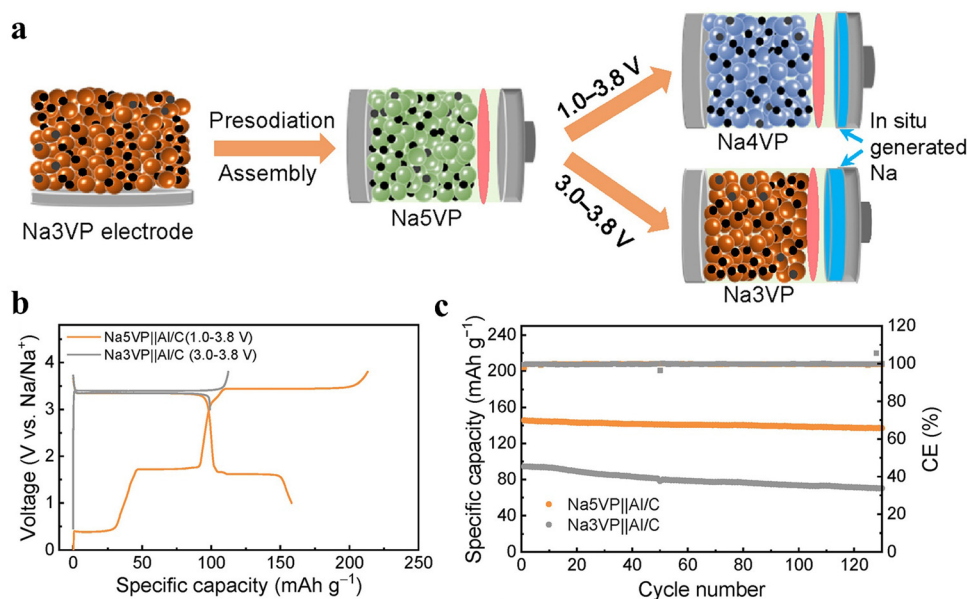 a
Na3VP electrode
Presodiation
Assembly
Na5VP
1.0–3.8 V
3.0–3.8 V
Na4VP
In situ
generated
Na
Na3VP
b
Na5VP||Al/C(1.0-3.8 V)
Na3VP||Al/C (3.0-3.8 V)
Voltage (V vs. Na/Na⁺)
5
4
3
2
1
0
0 50 100 150 200 250
Specific capacity (mAh g⁻¹)
c
Specific capacity (mAh g⁻¹)
240
200
160
120
80
40
0
Na5VP||Al/C
Na3VP||Al/C
0 20 40 60 80 100 120
Cycle number
120
100
80
60
40
20
0
CE (%)